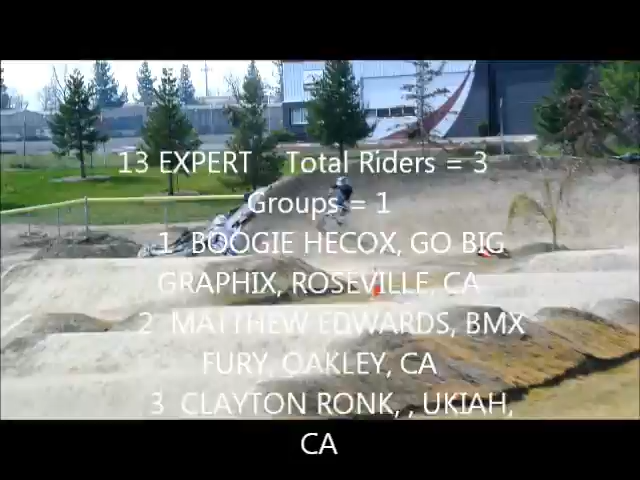 13 EXPERT Total Riders = 3
Groups = 1
1 BOOGIE HECOX, GO BIG
GRAPHIX, ROSEVILLE, CA
2 MATTHEW EDWARDS, BMX
FURY, OAKLEY, CA
3 CLAYTON RONK, , UKIAH,
CA